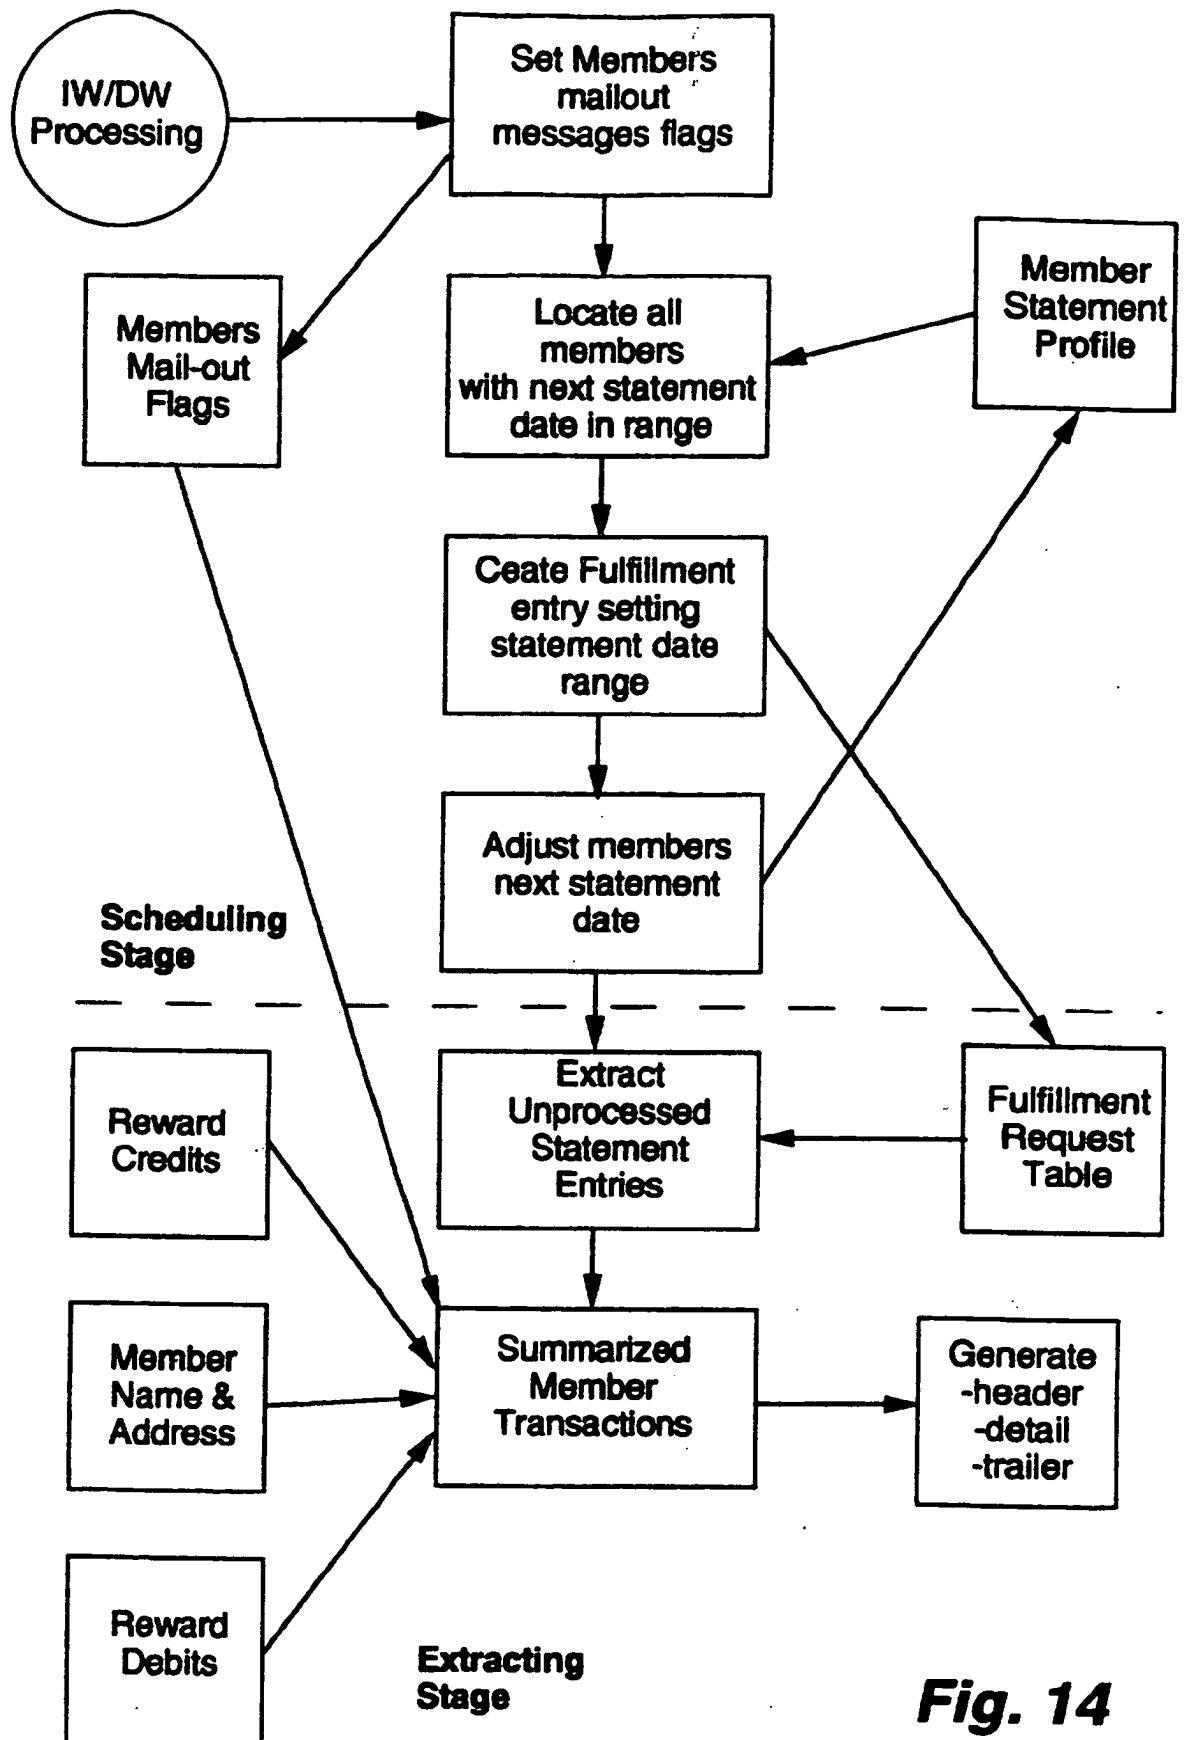 IW/DW
Processing
Set Members
mailout
messages flags
Members
Mail-out
Flags
Locate all
members
with next statement
date in range
Member
Statement
Profile
Ceate Fulfillment
entry setting
statement date
range
Adjust members
next statement
date
Scheduling
Stage
Reward
Credits
Extract
Unprocessed
Statement
Entries
Fulfillment
Request
Table
Member
Name &
Address
Summarized
Member
Transactions
Generate
-header
-detail
-trailer
Reward
Debits
Extracting
Stage
Fig. 14